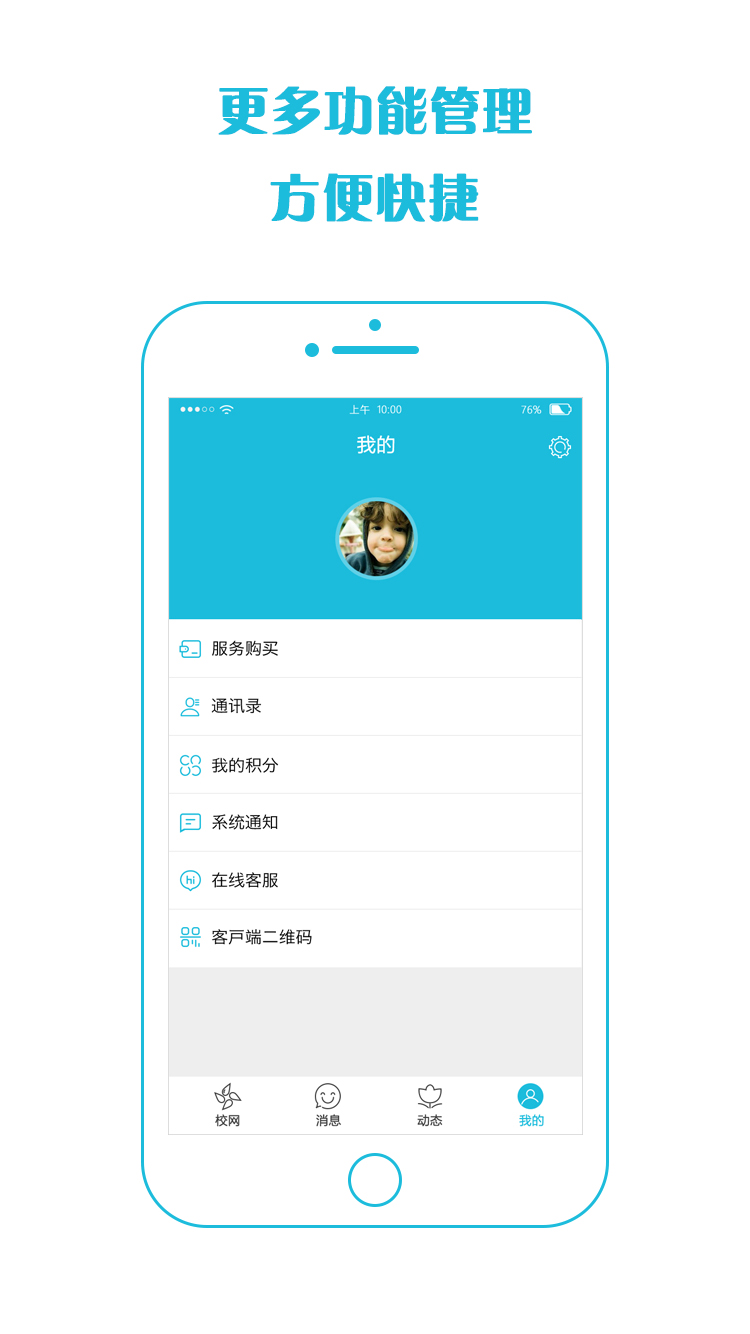 更多功能管理
方便快捷
上午 10:00
76%
我的
服务购买
通讯录
我的积分
系统通知
hi
在线客服
客戸端二维码
校网
消息
动态
我的